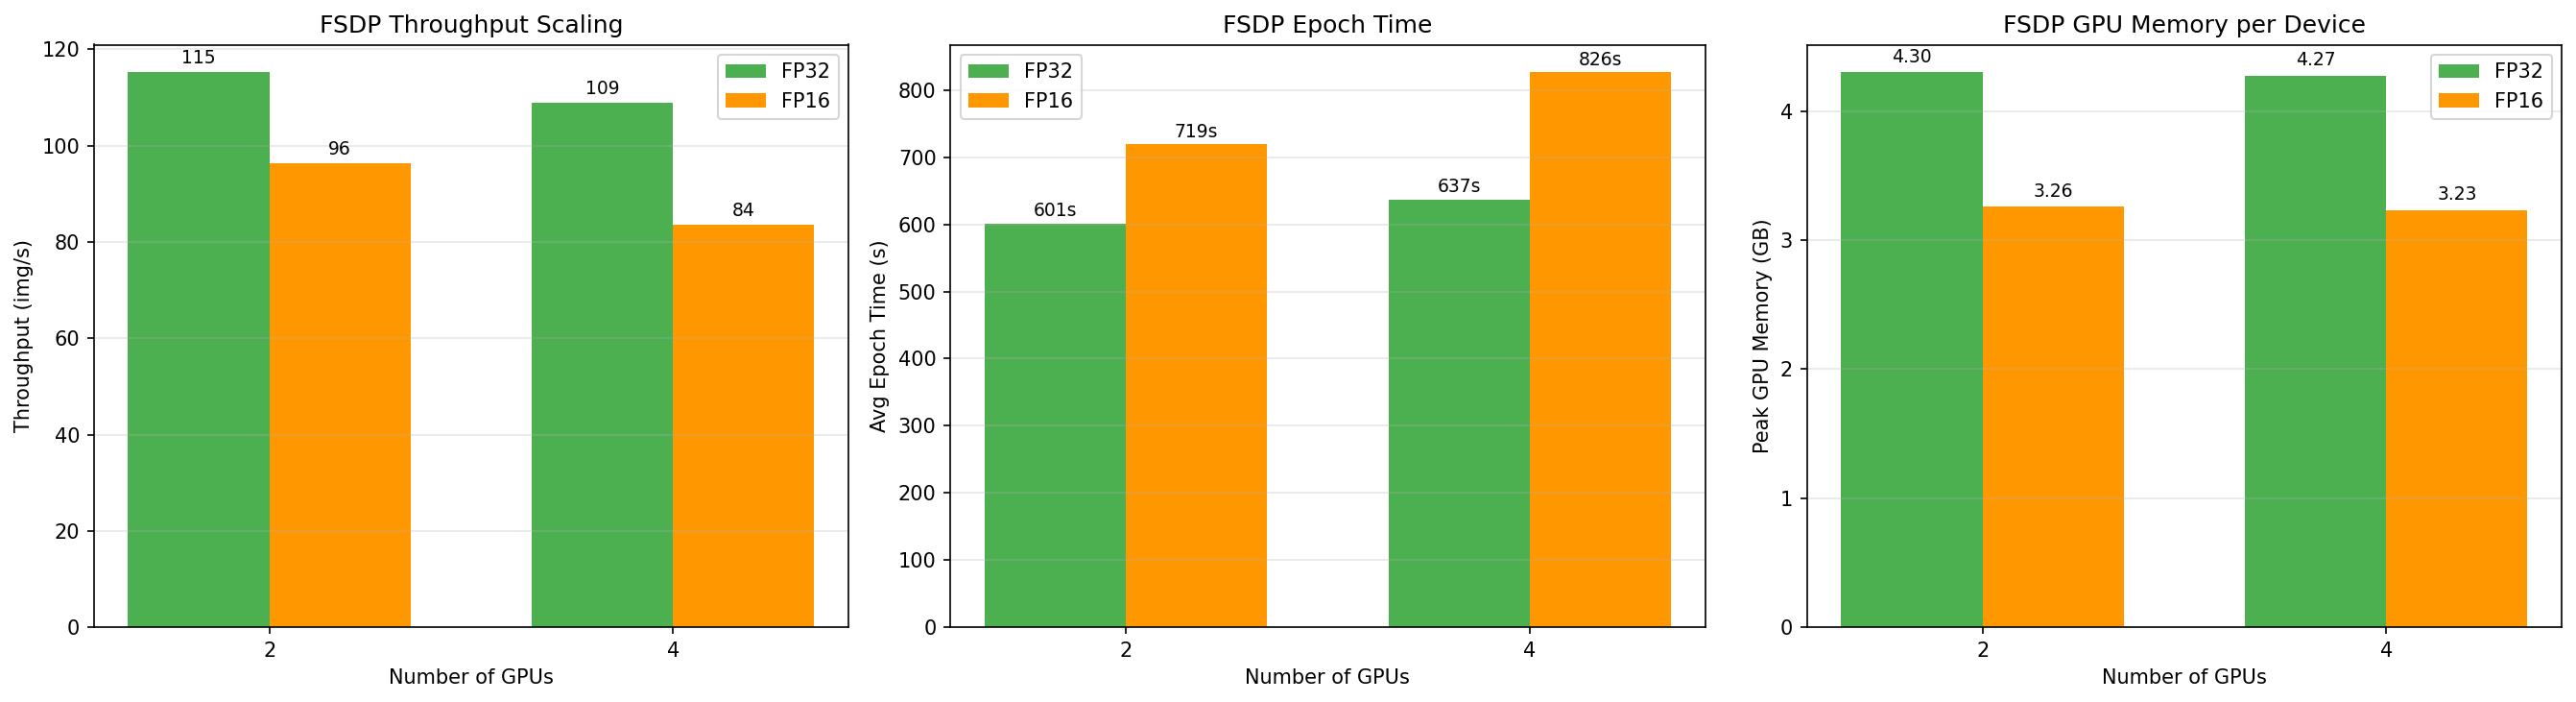 FSDP Throughput Scaling
Throughput (img/s)
120
100
80
60
40
20
0
115
96
109
84
FP32
FP16
2
4
Number of GPUs
FSDP Epoch Time
Avg Epoch Time (s)
800
700
600
500
400
300
200
100
0
FP32
FP16
601s
719s
637s
826s
2
4
Number of GPUs
FSDP GPU Memory per Device
Peak GPU Memory (GB)
4
3
2
1
0
4.30
3.26
4.27
3.23
FP32
FP16
2
4
Number of GPUs